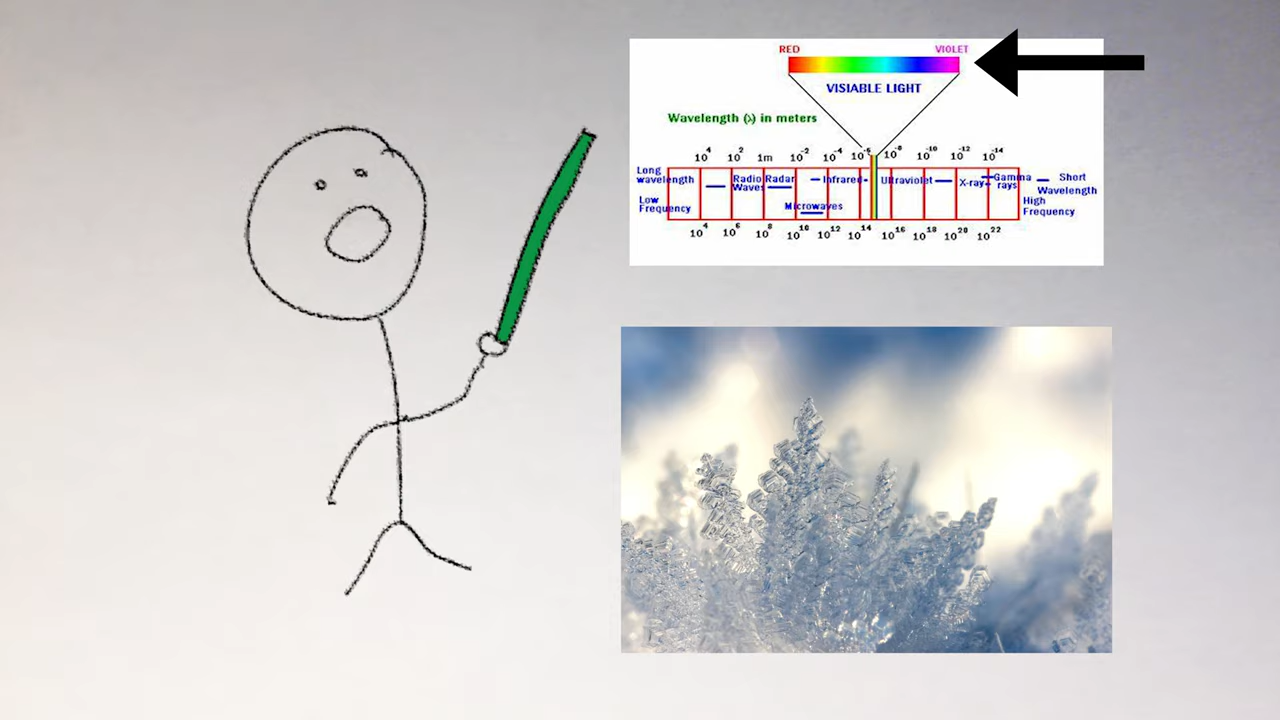 RED VIOLET
VISIABLE LIGHT
Wavelength (λ) in meters
10^4 10^2 1m 10^-2 10^-4 10^-6 10^-8 10^-10 10^-12 10^-14
Long
wavelength
Radio
Waves
Radar
Infrared
Ultraviolet
X-ray
Gamma
rays
Short
Wavelength
Low
Frequency
Microwaves
High
Frequency
10^4 10^6 10^8 10^10 10^12 10^14 10^16 10^18 10^20 10^22